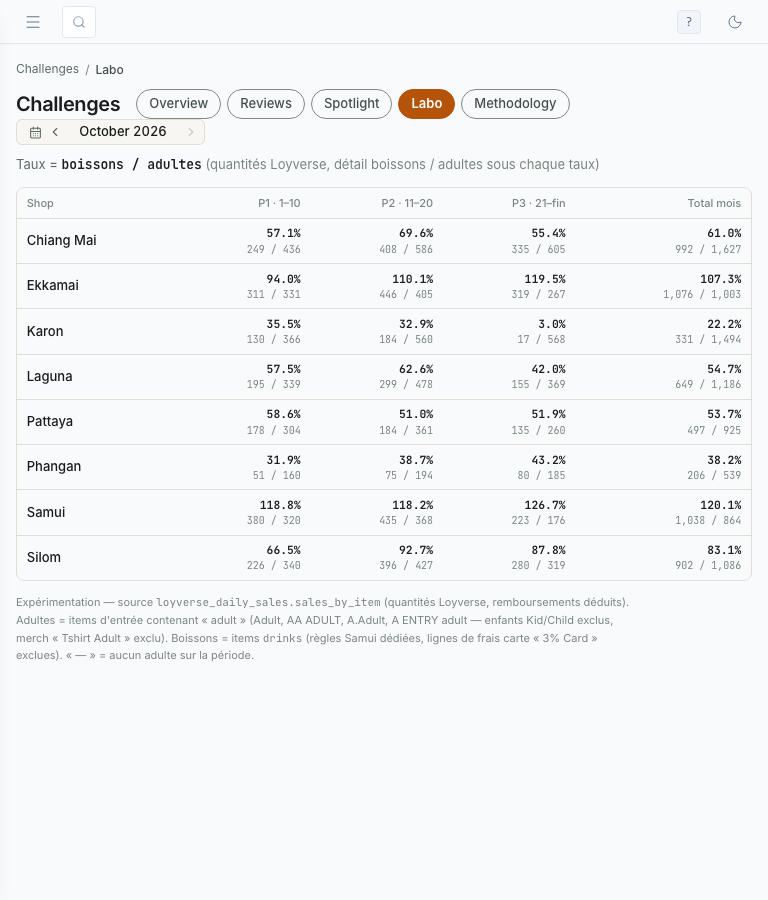 ?
Challenges / Labo
Challenges Overview Reviews Spotlight Labo Methodology
October 2026
Taux = boissons / adultes (quantités Loyverse, détail boissons / adultes sous chaque taux)
Shop P1 · 1–10 P2 · 11–20 P3 · 21–fin Total mois
Chiang Mai 57.1% 69.6% 55.4% 61.0%
249 / 436 408 / 586 335 / 605 992 / 1,627
Ekkamai 94.0% 110.1% 119.5% 107.3%
311 / 331 446 / 405 319 / 267 1,076 / 1,003
Karon 35.5% 32.9% 3.0% 22.2%
130 / 366 184 / 560 17 / 568 331 / 1,494
Laguna 57.5% 62.6% 42.0% 54.7%
195 / 339 299 / 478 155 / 369 649 / 1,186
Pattaya 58.6% 51.0% 51.9% 53.7%
178 / 304 184 / 361 135 / 260 497 / 925
Phangan 31.9% 38.7% 43.2% 38.2%
51 / 160 75 / 194 80 / 185 206 / 539
Samui 118.8% 118.2% 126.7% 120.1%
380 / 320 435 / 368 223 / 176 1,038 / 864
Silom 66.5% 92.7% 87.8% 83.1%
226 / 340 396 / 427 280 / 319 902 / 1,086
Expérimentation — source loyverse_daily_sales.sales_by_item (quantités Loyverse, remboursements déduits).
Adultes = items d'entrée contenant « adult » (Adult, AA ADULT, A.Adult, A ENTRY adult — enfants Kid/Child exclus,
merch « Tshirt Adult » exclu). Boissons = items drinks (règles Samui dédiées, lignes de frais carte « 3% Card »
exclues). « — » = aucun adulte sur la période.